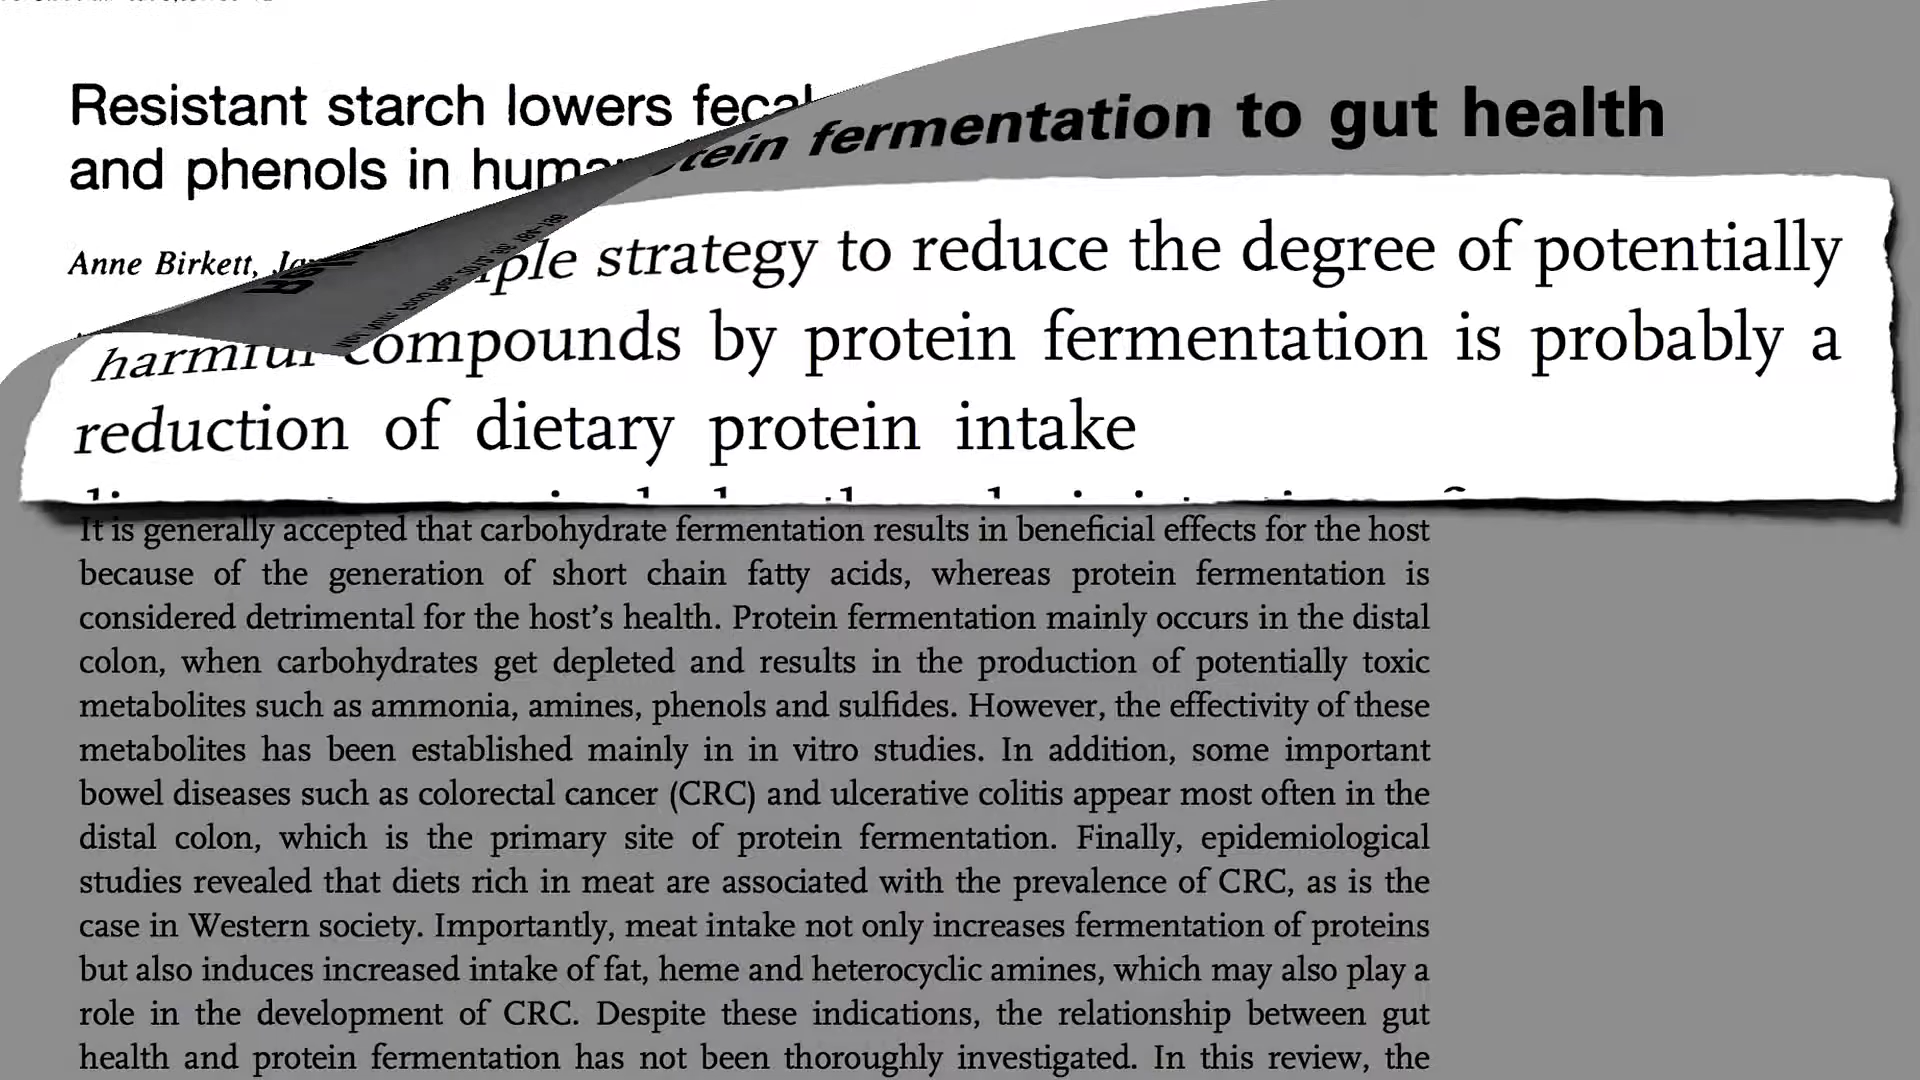 Resistant starch lowers fecal
and phenols in human
Anne Birkett,
fermentation to gut health
strategy to reduce the degree of potentially
harmful compounds by protein fermentation is probably a
reduction of dietary protein intake
It is generally accepted that carbohydrate fermentation results in beneficial effects for the host
because of the generation of short chain fatty acids, whereas protein fermentation is
considered detrimental for the host’s health. Protein fermentation mainly occurs in the distal
colon, when carbohydrates get depleted and results in the production of potentially toxic
metabolites such as ammonia, amines, phenols and sulfides. However, the effectivity of these
metabolites has been established mainly in in vitro studies. In addition, some important
bowel diseases such as colorectal cancer (CRC) and ulcerative colitis appear most often in the
distal colon, which is the primary site of protein fermentation. Finally, epidemiological
studies revealed that diets rich in meat are associated with the prevalence of CRC, as is the
case in Western society. Importantly, meat intake not only increases fermentation of proteins
but also induces increased intake of fat, heme and heterocyclic amines, which may also play a
role in the development of CRC. Despite these indications, the relationship between gut
health and protein fermentation has not been thoroughly investigated. In this review, the